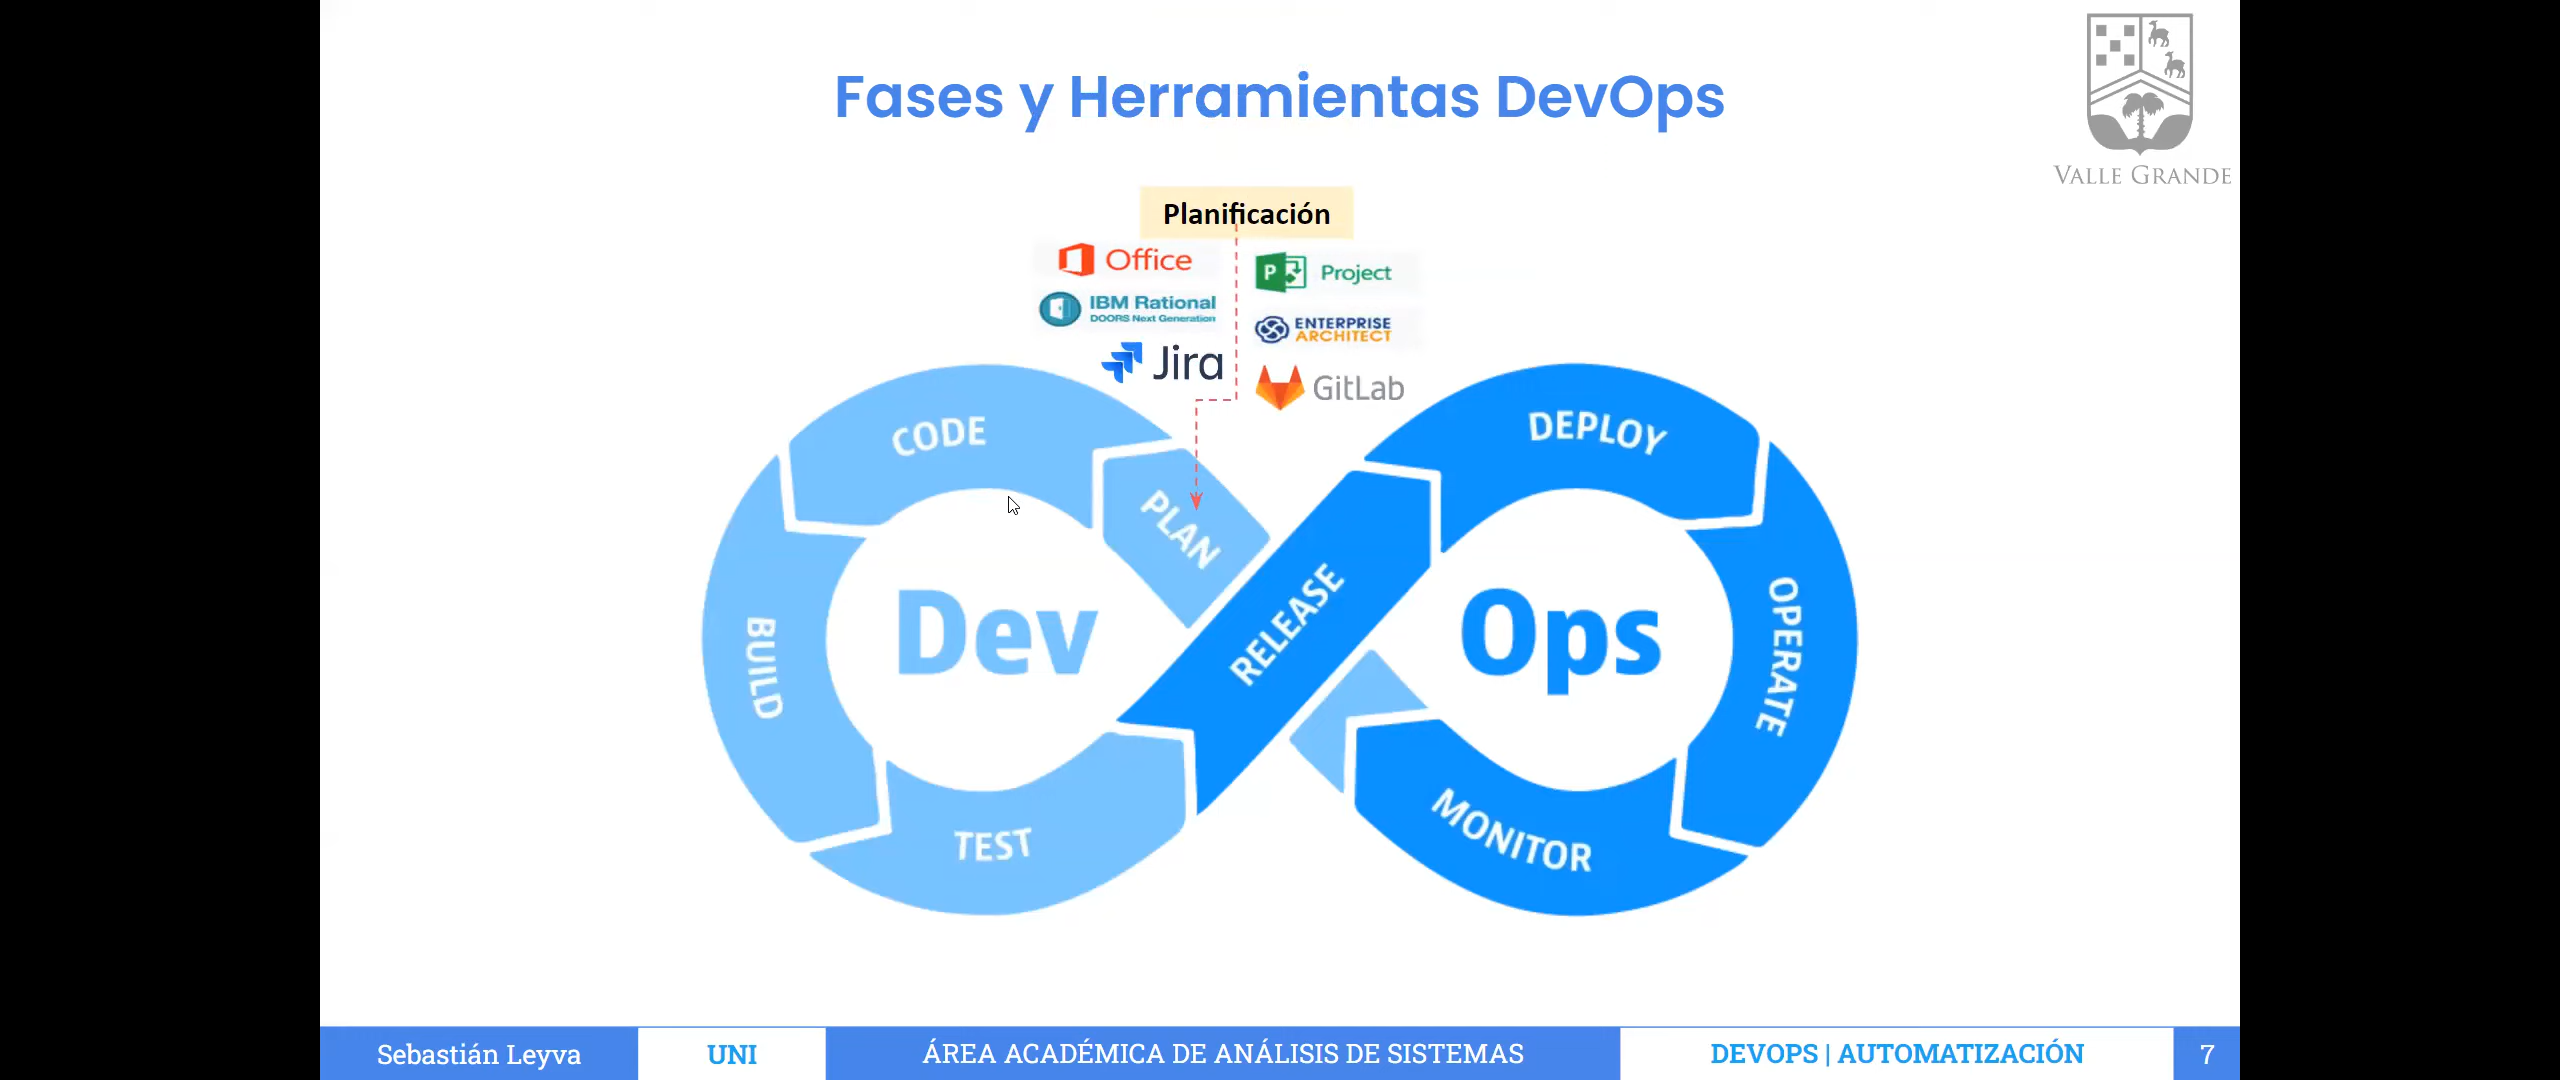 Fases y Herramientas DevOps
VALLE GRANDE
Planificación
Office
Project
IBM Rational
DOORS Next Generation
ENTERPRISE
ARCHITECT
Jira
GitLab
CODE
PLAN
BUILD
TEST
Dev
RELEASE
DEPLOY
OPERATE
MONITOR
Ops
Sebastián Leyva
UNI
ÁREA ACADÉMICA DE ANÁLISIS DE SISTEMAS
DEVOPS | AUTOMATIZACIÓN
7